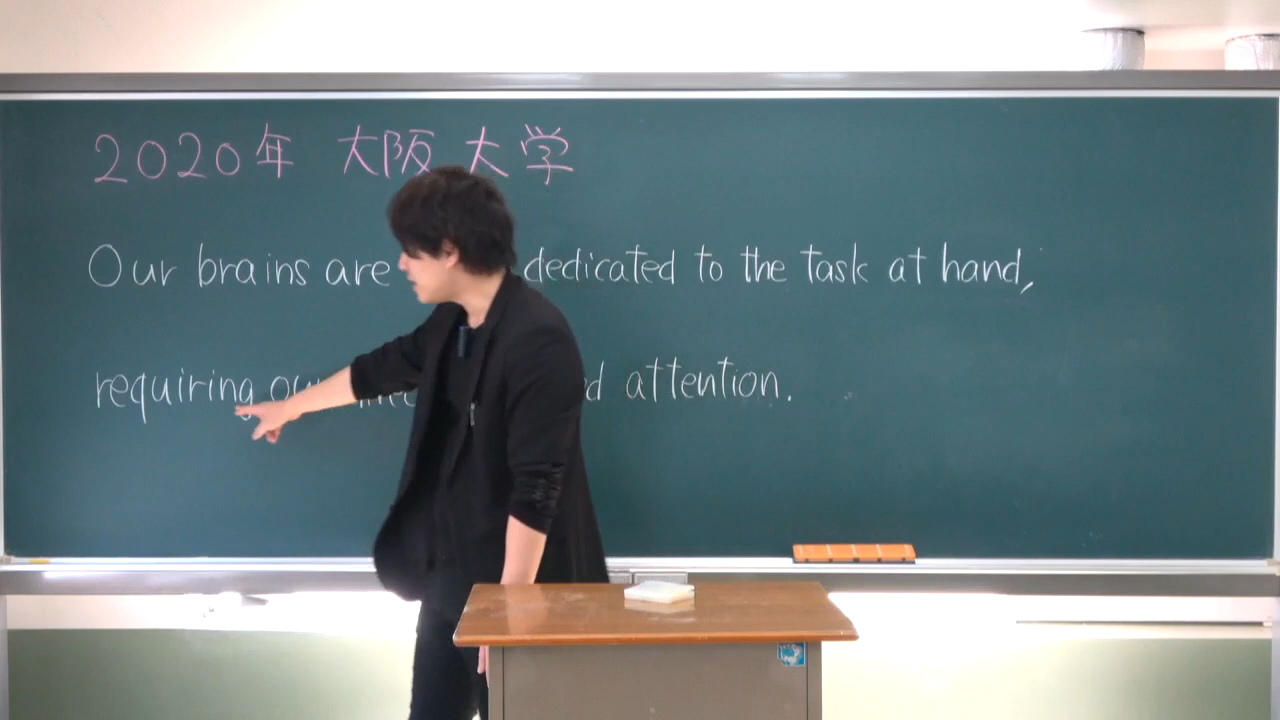 2020年 大阪大学
Our brains are dedicated to the task at hand,
requiring attention.